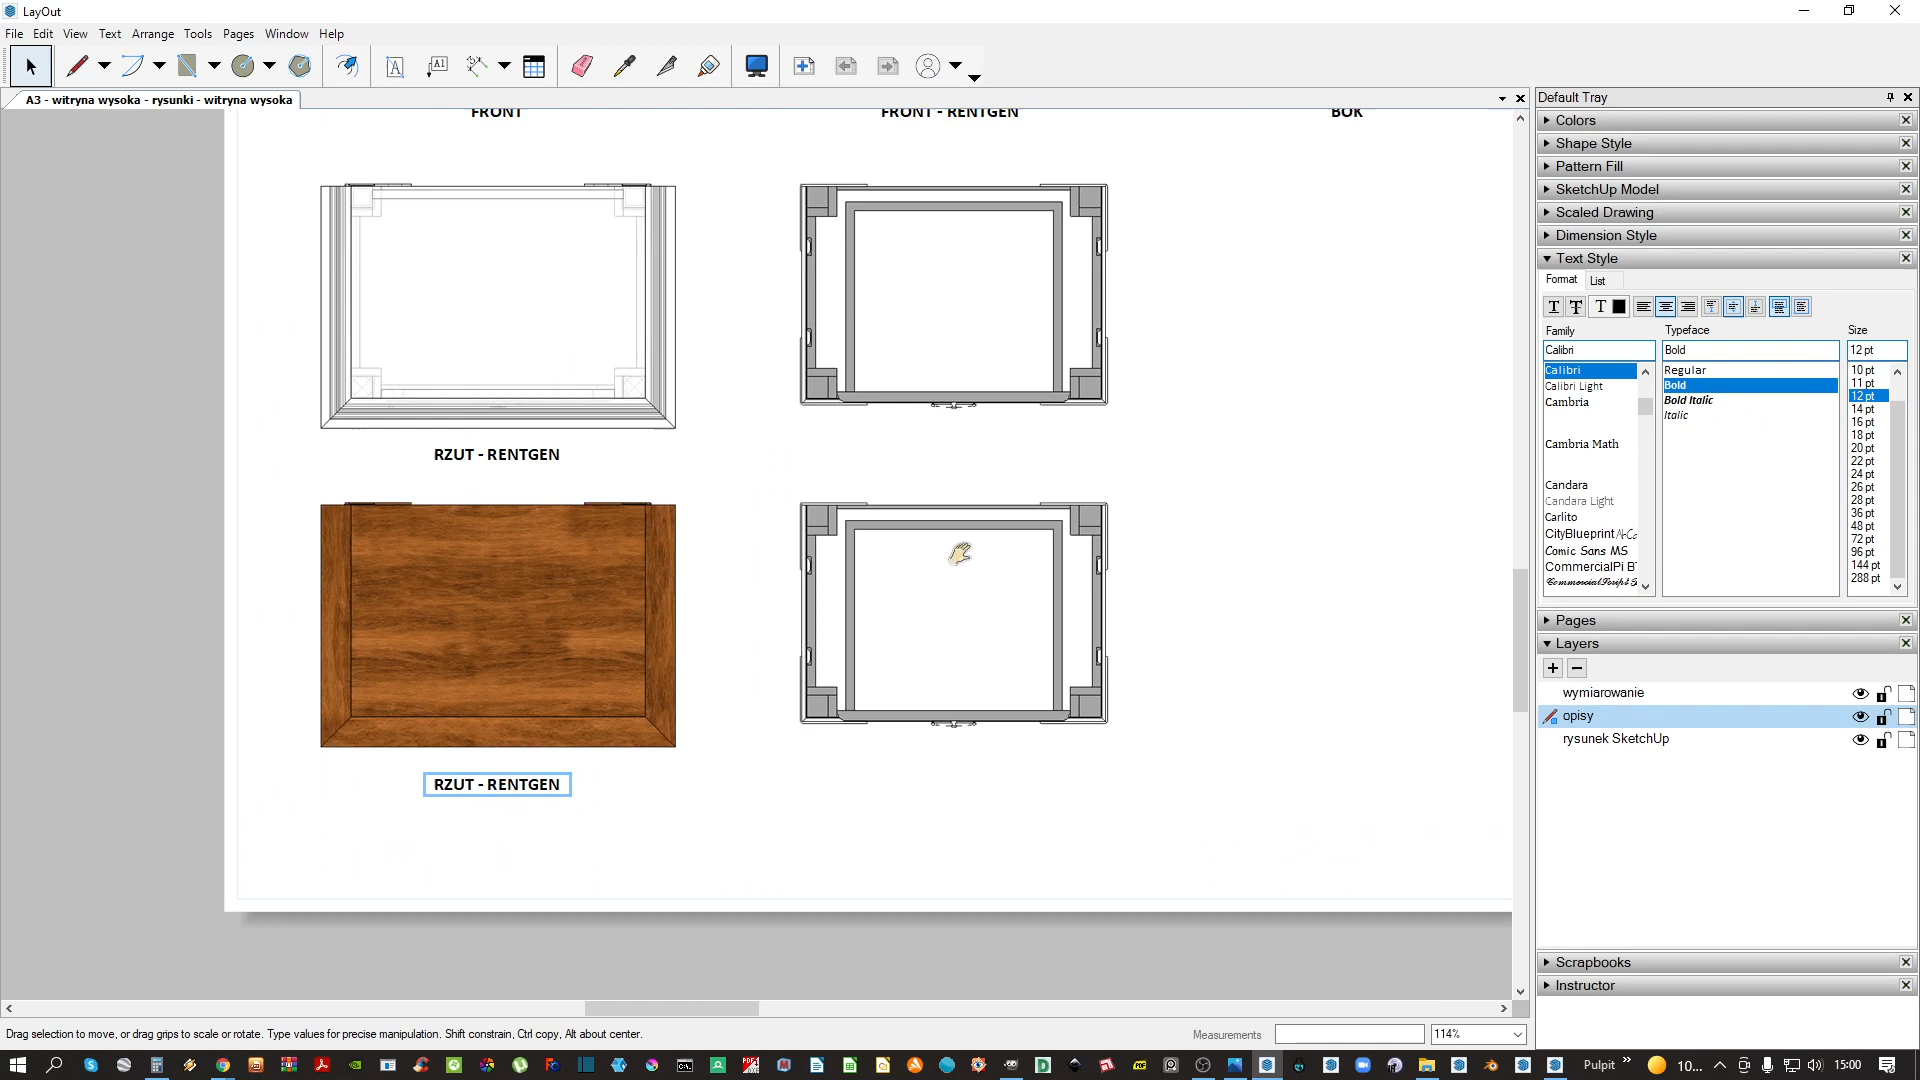 LayOut
File Edit View Text Arrange Tools Pages Window Help
A3 - witryna wysoka - rysunki - witryna wysoka
FRONT
FRONT - RENTGEN
BOK
RZUT - RENTGEN
RZUT - RENTGEN
Default Tray
Colors
Shape Style
Pattern Fill
SketchUp Model
Scaled Drawing
Dimension Style
Text Style
Format List
Family Typeface Size
Calibri Bold 12 pt
Calibri
Calibri Light
Cambria
Cambria Math
Candara
Candara Light
Carlito
CityBlueprint
Comic Sans MS
CommercialPi B
Regular
Bold
Bold Italic
Italic
10 pt
11 pt
12 pt
14 pt
16 pt
18 pt
20 pt
22 pt
24 pt
26 pt
28 pt
36 pt
48 pt
72 pt
96 pt
144 pt
288 pt
Pages
Layers
wymiarowanie
opisy
rysunek SketchUp
Scrapbooks
Instructor
Drag selection to move, or drag grips to scale or rotate. Type values for precise manipulation. Shift constrain, Ctrl copy, Alt about center.
Measurements
114%
Pulpit
10...
15:00